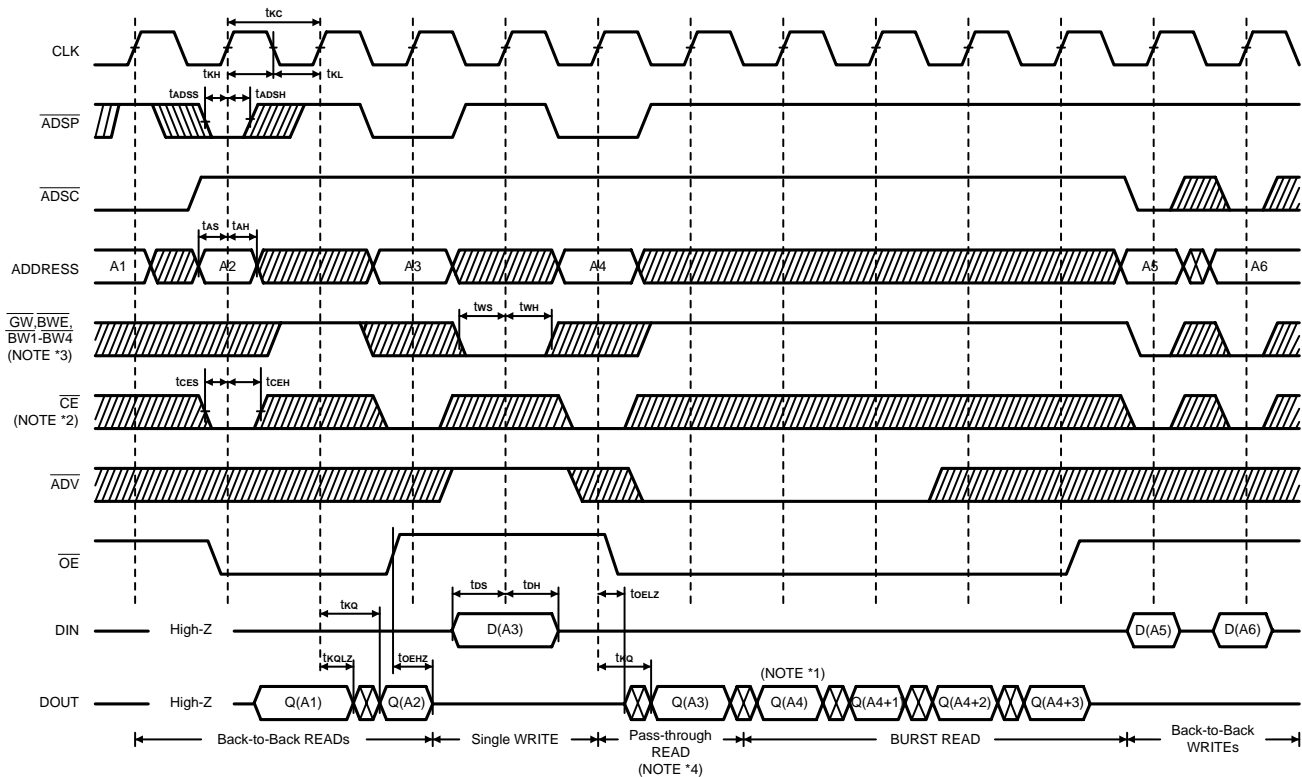 tKC
CLK
tKH
tKL
tADSS
tADSH
ADSP
ADSC
tAS
tAH
ADDRESS
A1
A2
A3
A4
A5
A6
tWS
tWH
GW,BWE,
BW1-BW4
(NOTE *3)
tCES
tCEH
CE
(NOTE *2)
ADV
OE
tDS
tDH
tOELZ
tKQ
DIN
High-Z
D(A3)
D(A5)
D(A6)
tKQLZ
tOEHZ
tKQ
(NOTE *1)
DOUT
High-Z
Q(A1)
Q(A2)
Q(A3)
Q(A4)
Q(A4+1)
Q(A4+2)
Q(A4+3)
Back-to-Back READs
Single WRITE
Pass-through
READ
(NOTE *4)
BURST READ
Back-to-Back
WRITEs